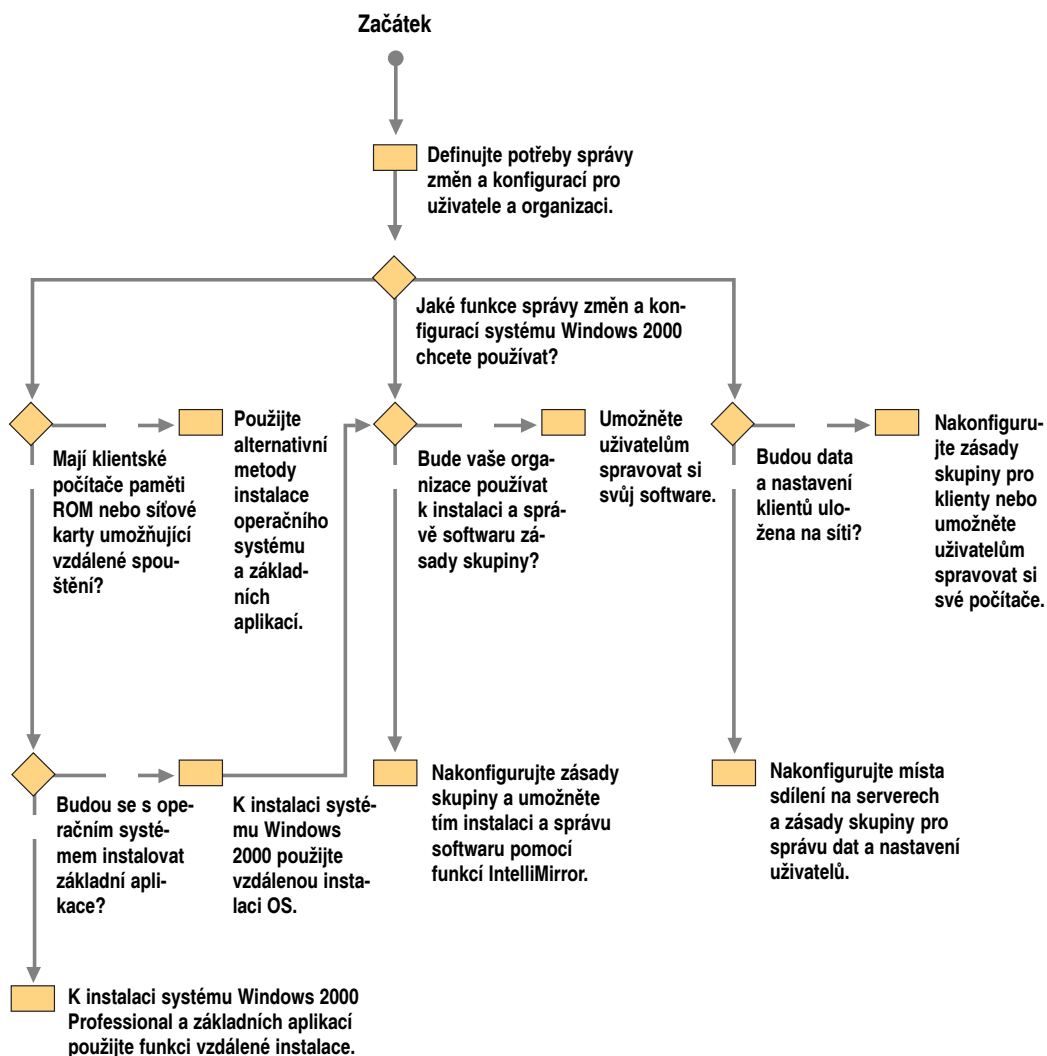 Začátek
Definujte potřeby správy
změn a konfigurací pro
uživatele a organizaci.
Jaké funkce správy změn a kon-
figurací systému Windows 2000
chcete používat?
Mají klientské
počítače paměti
ROM nebo síťové
karty umožňující
vzdálené spou-
štění?
Použijte
alternativní
metody
instalace
operačního
systému
a základ-
ních
aplikací.
Bude vaše orga-
nizace používat
k instalaci a sprá-
vě softwaru zá-
sady skupiny?
Umožněte
uživatelům
spravovat si
svůj software.
Budou data
a nastavení
klientů ulo-
žena na síti?
Nakonfiguru-
jte zásady
skupiny pro
klienty nebo
umožněte
uživatelům
spravovat si
své počítače.
Budou se s ope-
račním systé-
mem instalovat
základní apli-
kace?
K instalaci systé-
mu Windows
2000 použijte
vzdálenou insta-
laci OS.
Nakonfigurujte zásady
skupiny a umožněte
tím instalaci a správu
softwaru pomocí
funkcí IntelliMirror.
Nakonfigurujte místa
sdílení na serverech
a zásady skupiny pro
správu dat a nastavení
uživatelů.
K instalaci systému Windows 2000
Professional a základních aplikací
použijte funkci vzdálené instalace.